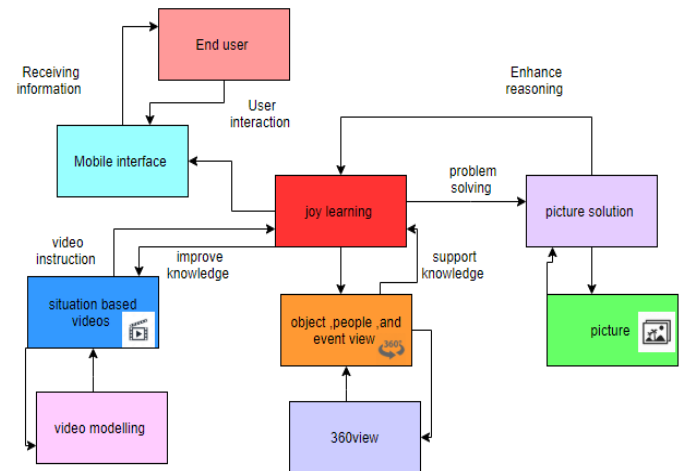 End user
Receiving
information
Enhance
reasoning
User
interaction
Mobile interface
problem
solving
joy learning
picture solution
video
instruction
improve
knowledge
support
knowledge
situation based
videos
object ,people ,and
event view
360°
picture
video modelling
360view